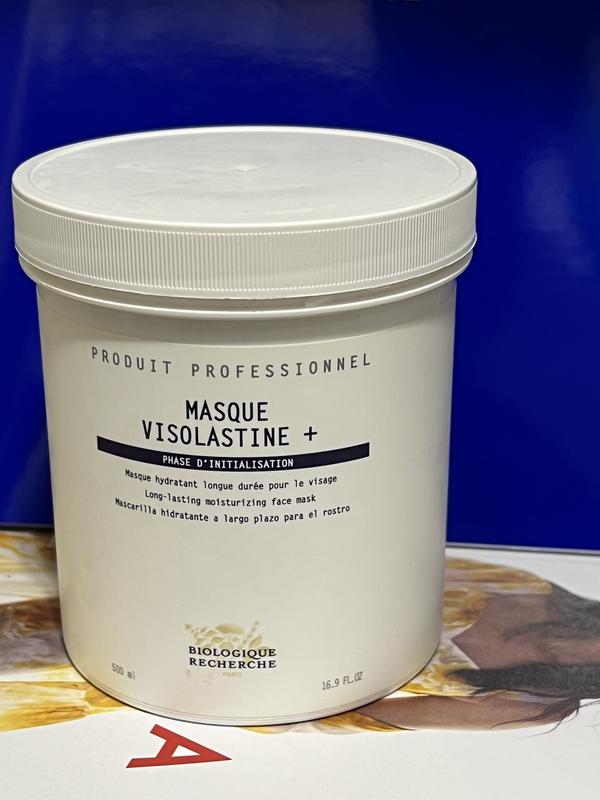 PRODUIT PROFESSIONNEL
MASQUE
VISOLASTINE +
PHASE D'INITIALISATION
Masque hydratant longue durée pour le visage
Long-lasting moisturizing face mask
Mascarilla hidratante a largo plazo para el rostro
BIOLOGIQUE
RECHERCHE
PARIS
500 ml
16.9 FL.OZ
A